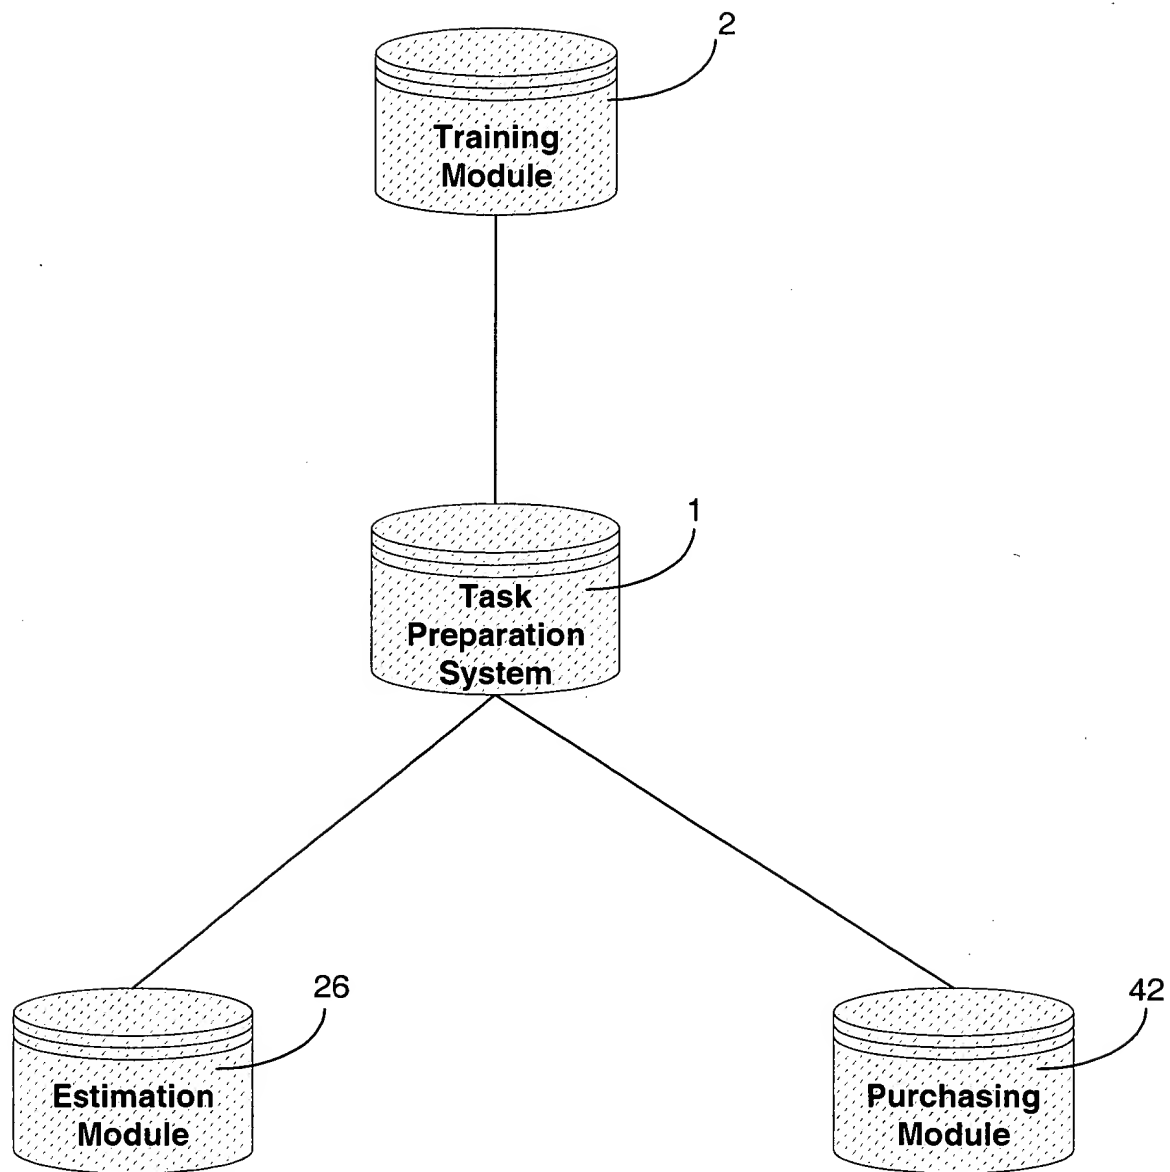 2
Training
Module
1
Task
Preparation
System
26
Estimation
Module
42
Purchasing
Module